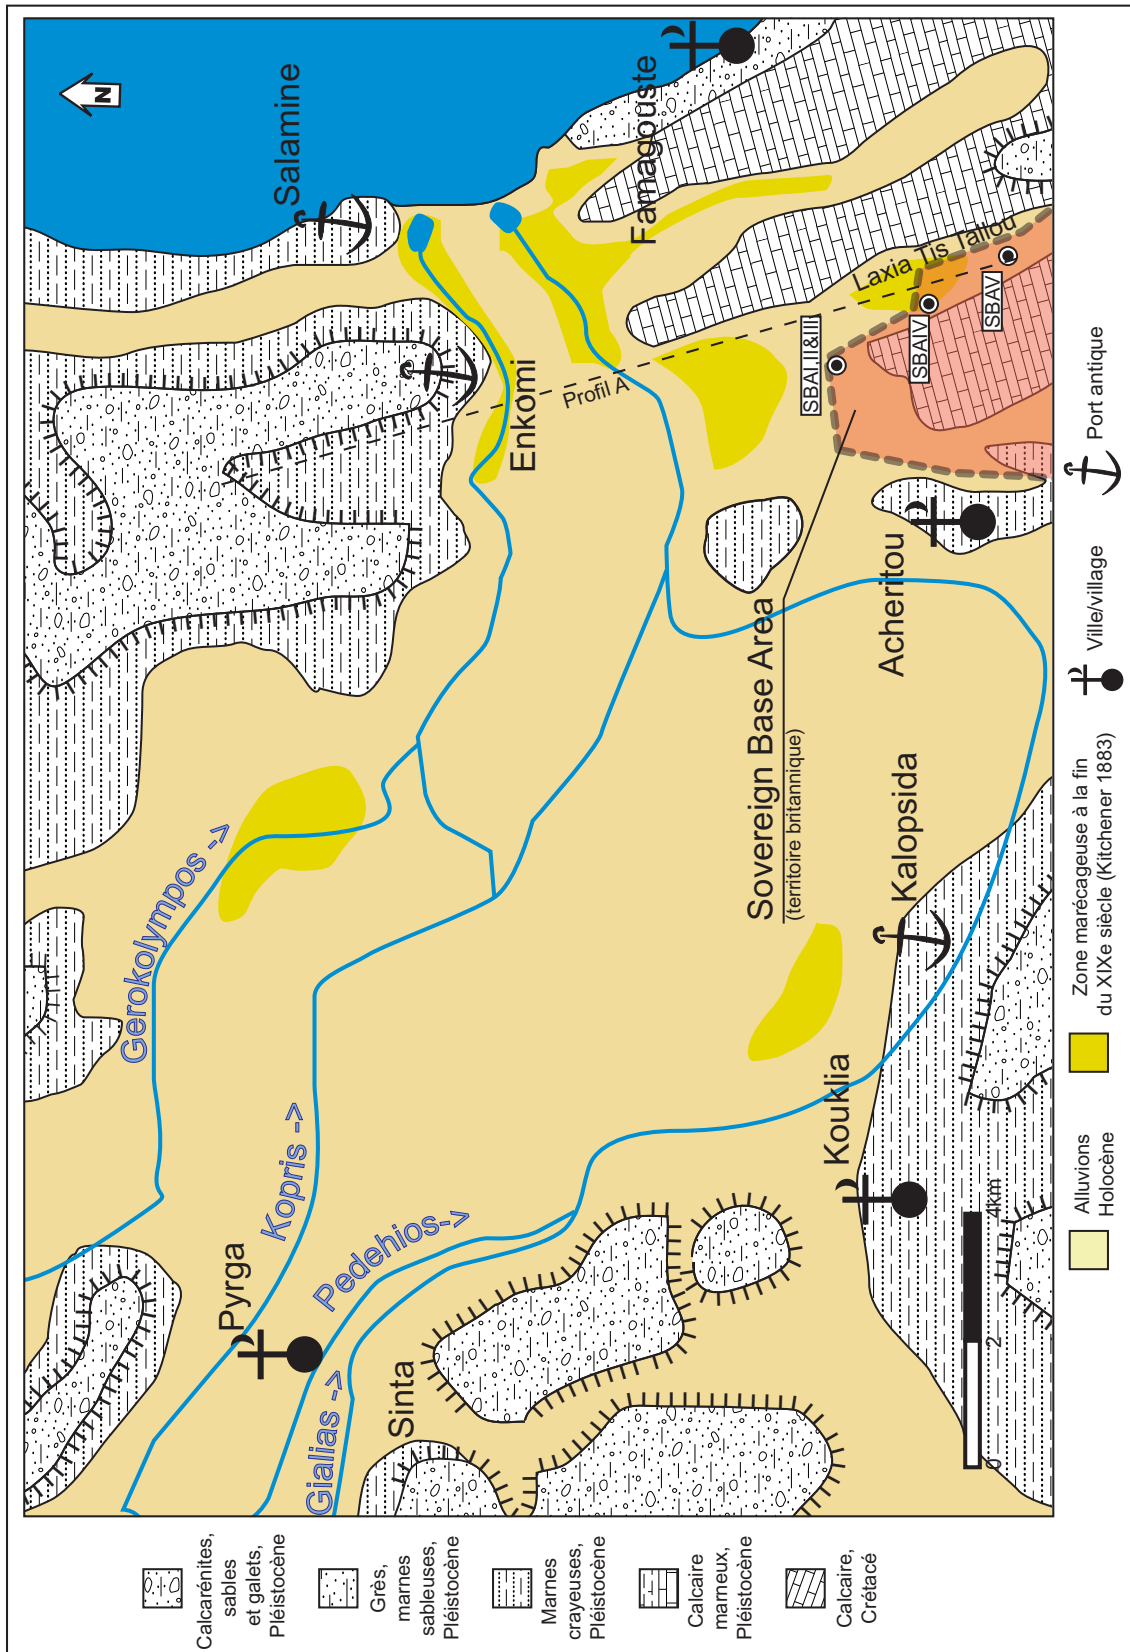 N
Salamine
Famagouste
Enkomi
Profil A
Laxia Tis Tallou
SBAI, II&III
SBAIV
SBAV
Sovereign Base Area
(territoire britannique)
Acheritou
Kalopsida
Kouklia
Gerokolympos ->
Kopris ->
Pedehios->
Gialias ->
Pyrga
Sinta
0
2
4km
Calcarénites,
sables
et galets,
Pléistocène
Grès,
marnes
sableuses,
Pléistocène
Marnes
crayeuses,
Pléistocène
Calcaire
marneux,
Pléistocène
Calcaire,
Crétacé
Alluvions
Holocène
Zone marécageuse à la fin
du XIXe siècle (Kitchener 1883)
Ville/village
Port antique